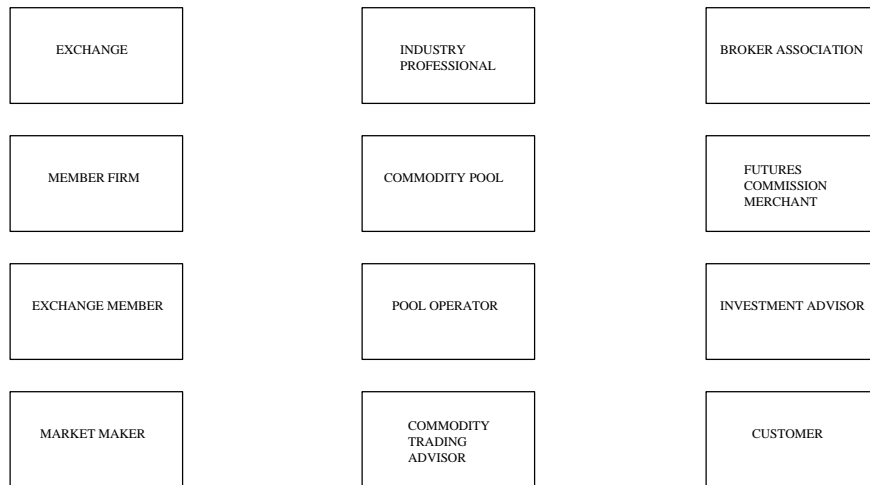 EXCHANGE
INDUSTRY
PROFESSIONAL
BROKER ASSOCIATION
MEMBER FIRM
COMMODITY POOL
FUTURES
COMMISSION
MERCHANT
EXCHANGE MEMBER
POOL OPERATOR
INVESTMENT ADVISOR
MARKET MAKER
COMMODITY
TRADING
ADVISOR
CUSTOMER